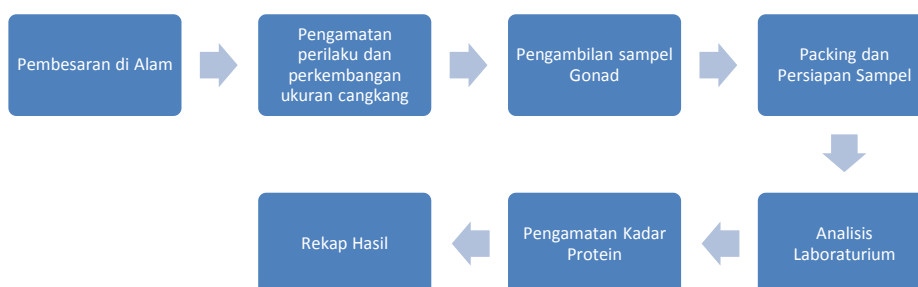 Pembesaran di Alam
Pengamatan
perilaku dan
perkembangan
ukuran cangkang
Pengambilan sampel
Gonad
Packing dan
Persiapan Sampel
Analisis
Laboraturium
Pengamatan Kadar
Protein
Rekap Hasil